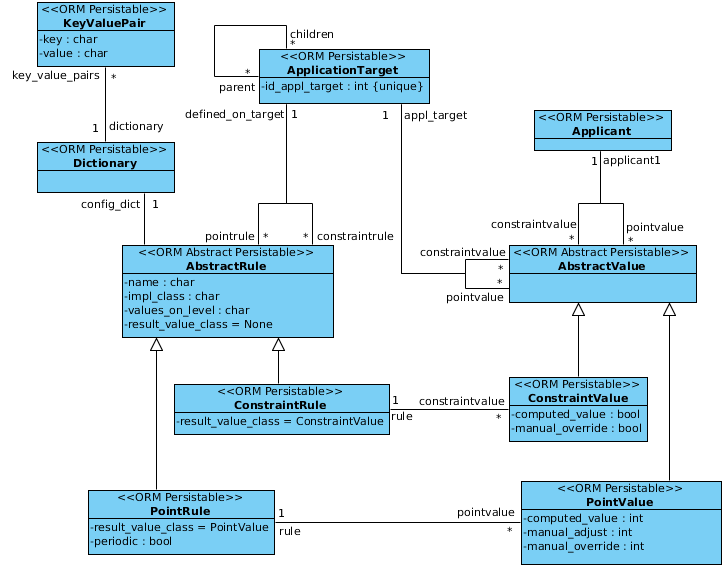 <<ORM Persistable>>
KeyValuePair
-key : char
-value : char
key_value_pairs
*
1
dictionary
<<ORM Persistable>>
Dictionary
config_dict
1
children
*
*
parent
<<ORM Persistable>>
ApplicationTarget
-id_appl_target : int {unique}
defined_on_target
1
1
appl_target
<<ORM Persistable>>
Applicant
1
applicant1
pointrule
*
*
constraintrule
constraintvalue
*
pointvalue
*
constraintvalue
*
*
pointvalue
<<ORM Abstract Persistable>>
AbstractRule
-name : char
-impl_class : char
-values_on_level : char
-result_value_class = None
<<ORM Abstract Persistable>>
AbstractValue
<<ORM Persistable>>
ConstraintRule
-result_value_class = ConstraintValue
1
rule
constraintvalue
*
<<ORM Persistable>>
ConstraintValue
-computed_value : bool
-manual_override : bool
<<ORM Persistable>>
PointRule
-result_value_class = PointValue
-periodic : bool
1
rule
pointvalue
*
<<ORM Persistable>>
PointValue
-computed_value : int
-manual_adjust : int
-manual_override : int